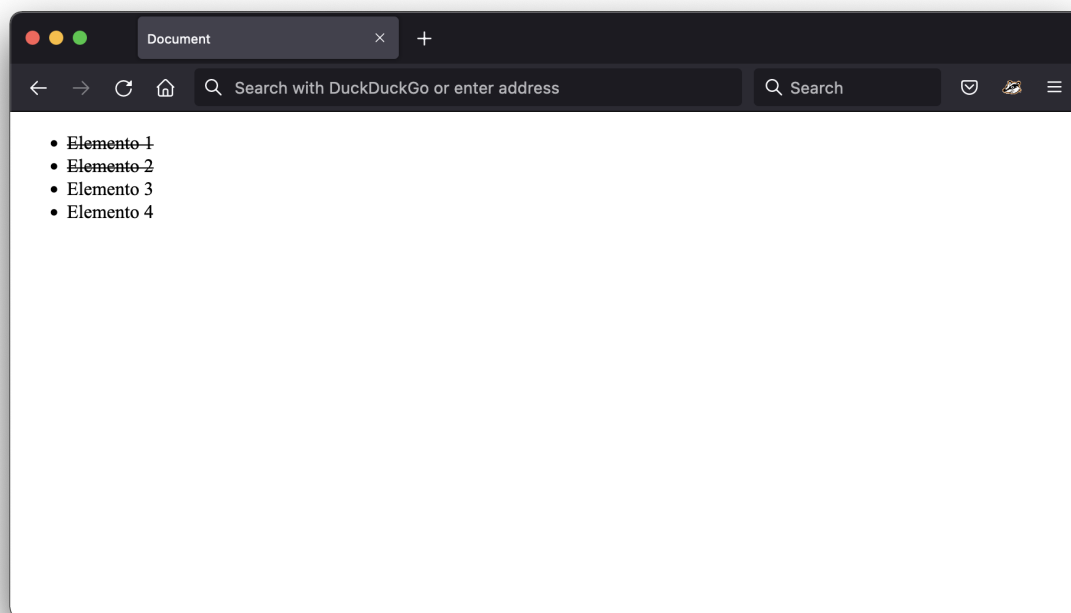 Document
Search with DuckDuckGo or enter address
Search
Elemento 1
Elemento 2
Elemento 3
Elemento 4